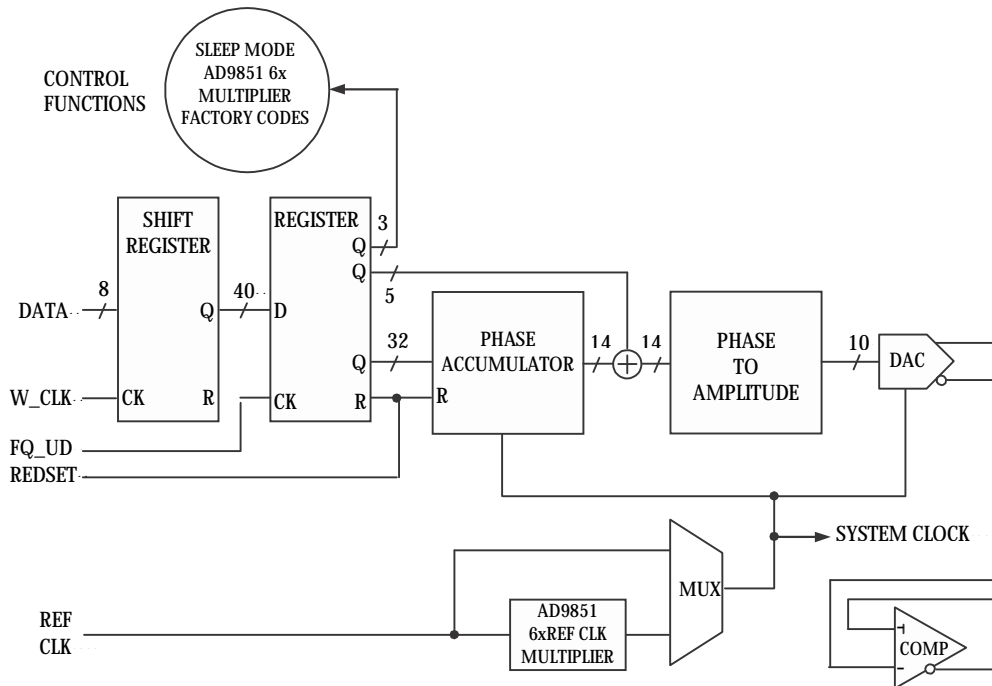 SLEEP MODE
AD9851 6x
MULTIPLIER
FACTORY CODES
CONTROL
FUNCTIONS
SHIFT
REGISTER
REGISTER
3
Q
Q
5
8
40
DATA
Q
D
32
Q
PHASE
ACCUMULATOR
14
14
PHASE
TO
AMPLITUDE
10
DAC
W_CLK
CK
R
CK
R
R
FQ_UD
REDSET
SYSTEM CLOCK
MUX
REF
CLK
AD9851
6xREF CLK
MULTIPLIER
COMP